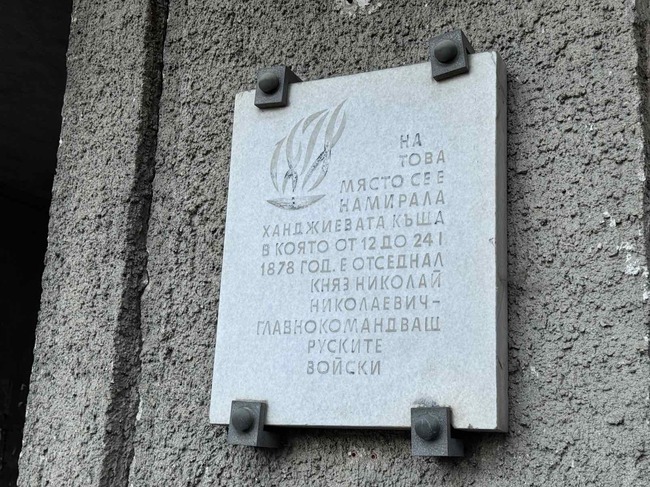 1878
НА
ТОВА
МЯСТО СЕ Е
НАМИРАЛА
ХАНДЖИЕВАТА КЪЩА
В КОЯТО ОТ 12 ДО 24 I
1878 ГОД. Е ОТСЕДНАЛ
КНЯЗ НИКОЛАЙ
НИКОЛАЕВИЧ–
ГЛАВНОКОМАНДВАЩ
РУСКИТЕ
ВОЙСКИ